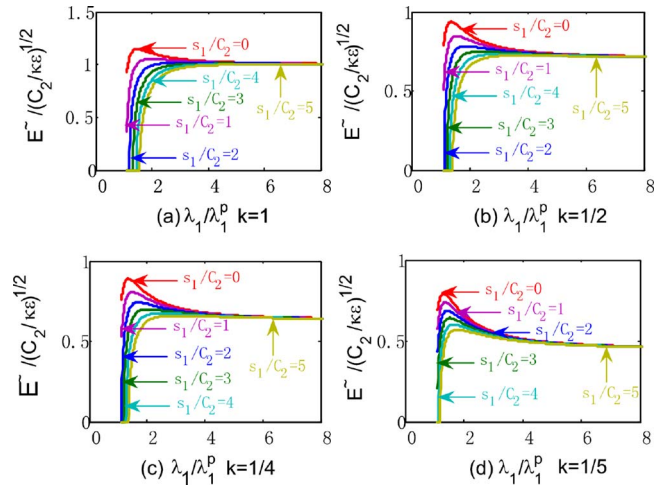 1.5
1
0.5
0
0 2 4 6 8
E~/(C₂/κε)^1/2
s₁/C₂=0
s₁/C₂=4
s₁/C₂=3
s₁/C₂=1
s₁/C₂=5
s₁/C₂=2
(a) λ₁/λ₁ᵖ k=1
1
0.5
0
0 2 4 6 8
E~/(C₂/κε)^1/2
s₁/C₂=0
s₁/C₂=1
s₁/C₂=4
s₁/C₂=5
s₁/C₂=3
s₁/C₂=2
(b) λ₁/λ₁ᵖ k=1/2
1
0.5
0
0 2 4 6 8
E~/(C₂/κε)^1/2
s₁/C₂=0
s₁/C₂=1
s₁/C₂=2
s₁/C₂=5
s₁/C₂=3
s₁/C₂=4
(c) λ₁/λ₁ᵖ k=1/4
1
0.5
0
0 2 4 6 8
E~/(C₂/κε)^1/2
s₁/C₂=0
s₁/C₂=1
s₁/C₂=2
s₁/C₂=3
s₁/C₂=5
s₁/C₂=4
(d) λ₁/λ₁ᵖ k=1/5